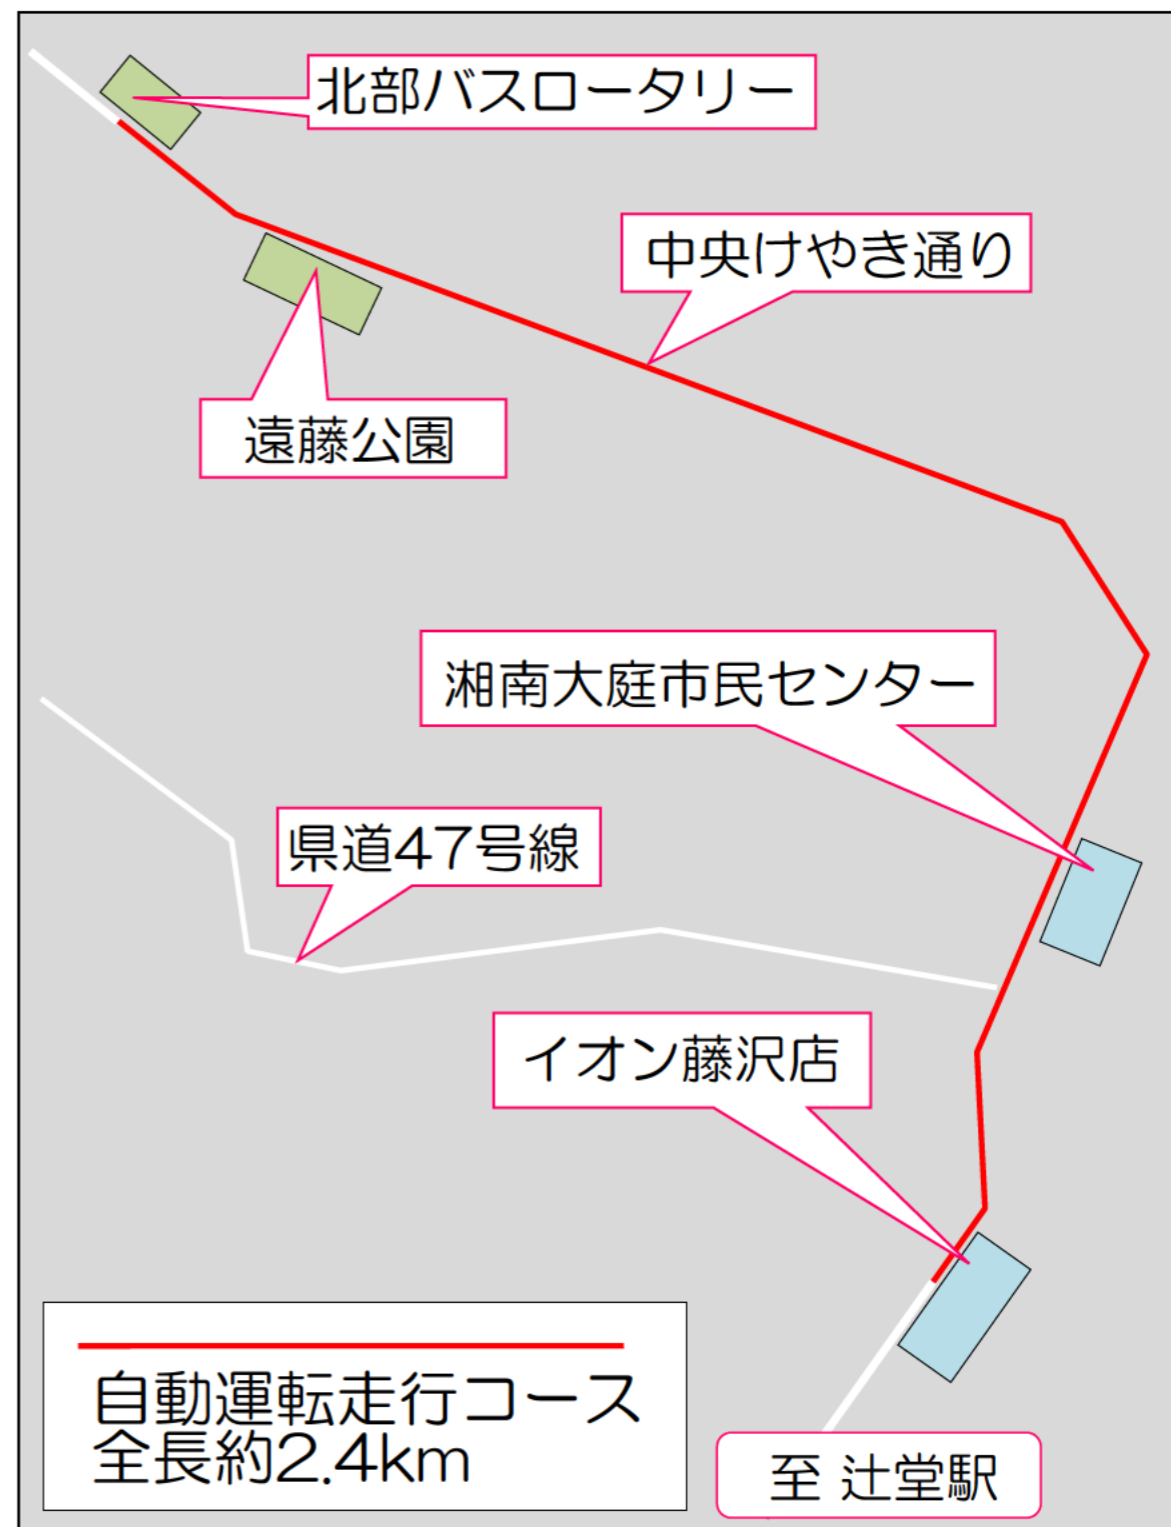 北部バスロータリー
中央けやき通り
遠藤公園
湘南大庭市民センター
県道47号線
イオン藤沢店
自動運転走行コース
全長約2.4km
至 辻堂駅